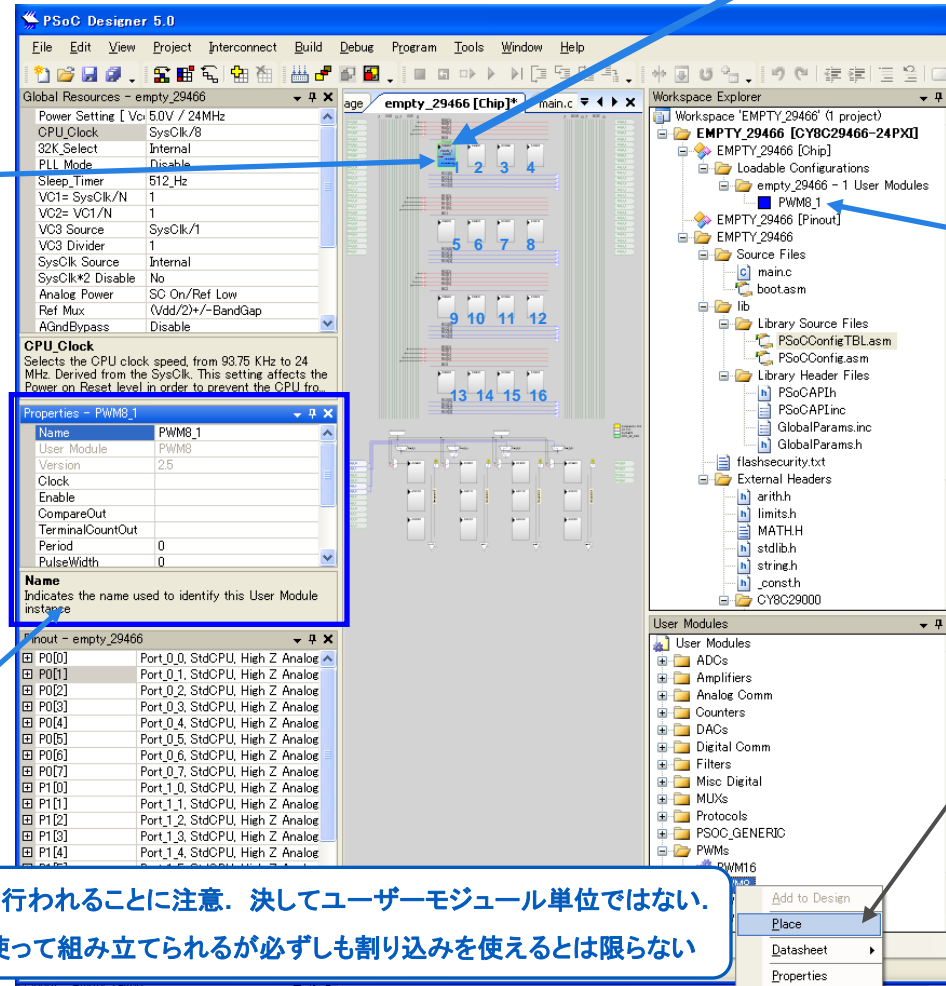 PSoC Designer 5.0
File Edit View Project Interconnect Build Debug Program Tools Window Help
Global Resources - empty_29466
Power Setting [ Vc 5.0V / 24MHz
CPU_Clock SysClk/8
32K_Select Internal
PLL_Mode Disable
Sleep_Timer 512_Hz
VC1= SysClk/N 1
VC2= VC1/N 1
VC3 Source SysClk/1
VC3 Divider 1
SysClk Source Internal
SysClk*2 Disable No
Analog Power SC On/Ref Low
Ref Mux (Vdd/2)+/-BandGap
AGndBypass Disable
CPU_Clock
Selects the CPU clock speed, from 93.75 KHz to 24
MHz. Derived from the SysClk. This setting affects the
Power on Reset level in order to prevent the CPU fro...
Properties - PWM8_1
Name PWM8_1
User Module PWM8
Version 2.5
Clock
Enable
CompareOut
TerminalCountOut
Period 0
PulseWidth 0
Name
Indicates the name used to identify this User Module
instance
Pinout - empty_29466
P0[0] Port_0_0, StdCPU, High Z Analog
P0[1] Port_0_1, StdCPU, High Z Analog
P0[2] Port_0_2, StdCPU, High Z Analog
P0[3] Port_0_3, StdCPU, High Z Analog
P0[4] Port_0_4, StdCPU, High Z Analog
P0[5] Port_0_5, StdCPU, High Z Analog
P0[6] Port_0_6, StdCPU, High Z Analog
P0[7] Port_0_7, StdCPU, High Z Analog
P1[0] Port_1_0, StdCPU, High Z Analog
P1[1] Port_1_1, StdCPU, High Z Analog
P1[2] Port_1_2, StdCPU, High Z Analog
P1[3] Port_1_3, StdCPU, High Z Analog
P1[4] Port_1_4, StdCPU, High Z Analog
age empty_29466 [Chip]* main.c
1 2 3 4
5 6 7 8
9 10 11 12
13 14 15 16
Workspace Explorer
Workspace 'EMPTY_29466' (1 project)
EMPTY_29466 [CY8C29466-24PXI]
EMPTY_29466 [Chip]
Loadable Configurations
empty_29466 - 1 User Modules
PWM8_1
EMPTY_29466 [Pinout]
EMPTY_29466
Source Files
main.c
boot.asm
lib
Library Source Files
PSoCConfigTBL.asm
PSoCConfig.asm
Library Header Files
PSoCAPI.h
PSoCAPI.inc
GlobalParams.inc
GlobalParams.h
flashsecurity.txt
External Headers
arith.h
limits.h
MATH.H
stdlib.h
string.h
_const.h
CY8C29000
User Modules
User Modules
ADCs
Amplifiers
Analog Comm
Counters
DACs
Digital Comm
Filters
Misc Digital
MUXs
Protocols
PSOC_GENERIC
PWMs
PWM16
Add to Design
Place
Datasheet
Properties
行われることに注意．決してユーザーモジュール単位ではない．
使って組み立てられるが必ずしも割り込みを使えるとは限らない